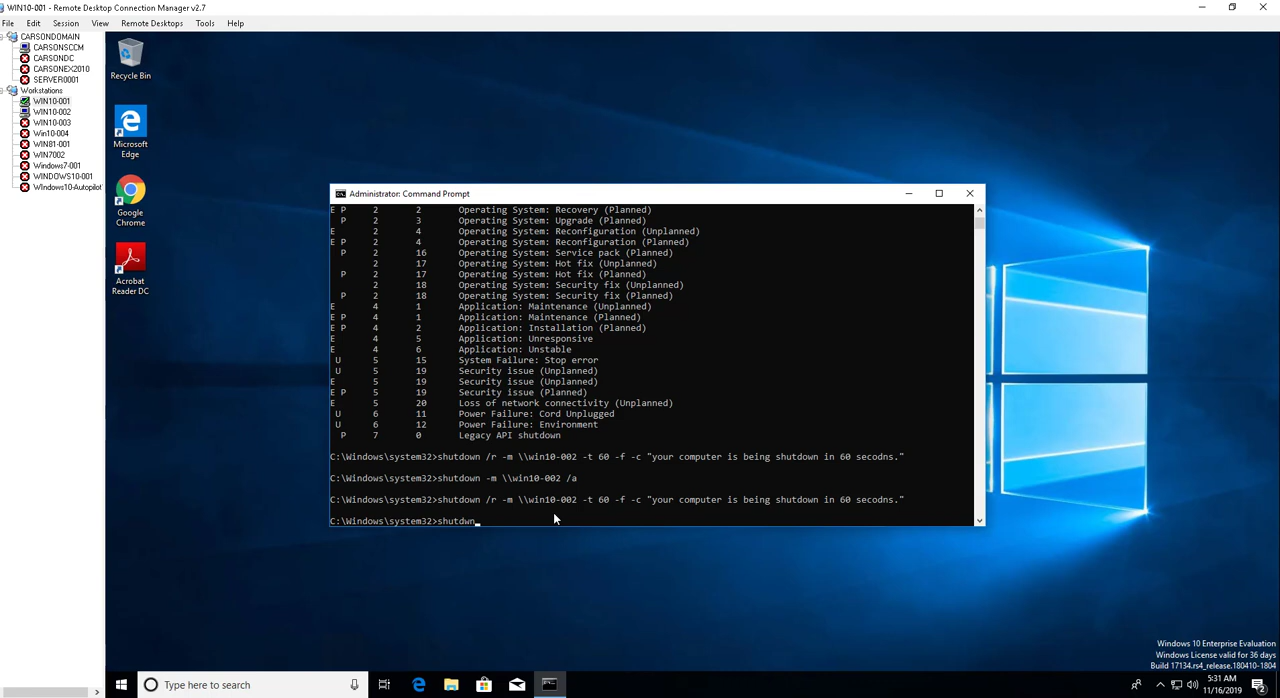 WIN10-001 - Remote Desktop Connection Manager v2.7
File Edit Session View Remote Desktops Tools Help
CARSONDOMAIN
CARSONSCCM
CARSONDC
CARSONEX2010
SERVER0001
Workstations
WIN10-001
WIN10-002
WIN10-003
Win10-004
WIN81-001
WIN7002
Windows7-001
WINDOWS10-001
WIndows10-Autopilot
Recycle Bin
Microsoft
Edge
Google
Chrome
Acrobat
Reader DC
Administrator: Command Prompt
E P 2 2 Operating System: Recovery (Planned)
P 2 3 Operating System: Upgrade (Planned)
E 2 4 Operating System: Reconfiguration (Unplanned)
E P 2 4 Operating System: Reconfiguration (Planned)
P 2 16 Operating System: Service pack (Planned)
2 17 Operating System: Hot fix (Unplanned)
P 2 17 Operating System: Hot fix (Planned)
2 18 Operating System: Security fix (Unplanned)
P 2 18 Operating System: Security fix (Planned)
E 4 1 Application: Maintenance (Unplanned)
E P 4 1 Application: Maintenance (Planned)
E P 4 2 Application: Installation (Planned)
E 4 5 Application: Unresponsive
E 4 6 Application: Unstable
U 5 15 System Failure: Stop error
U 5 19 Security issue (Unplanned)
E 5 19 Security issue (Unplanned)
E P 5 19 Security issue (Planned)
E 5 20 Loss of network connectivity (Unplanned)
U 6 11 Power Failure: Cord Unplugged
U 6 12 Power Failure: Environment
P 7 0 Legacy API shutdown
C:\Windows\system32>shutdown /r -m \\win10-002 -t 60 -f -c "your computer is being shutdown in 60 secodns."
C:\Windows\system32>shutdown -m \\win10-002 /a
C:\Windows\system32>shutdown /r -m \\win10-002 -t 60 -f -c "your computer is being shutdown in 60 secodns."
C:\Windows\system32>shutdwn_
Windows 10 Enterprise Evaluation
Windows License valid for 36 days
Build 17134.rs4_release.180410-1804
Type here to search
5:31 AM
11/16/2019
2